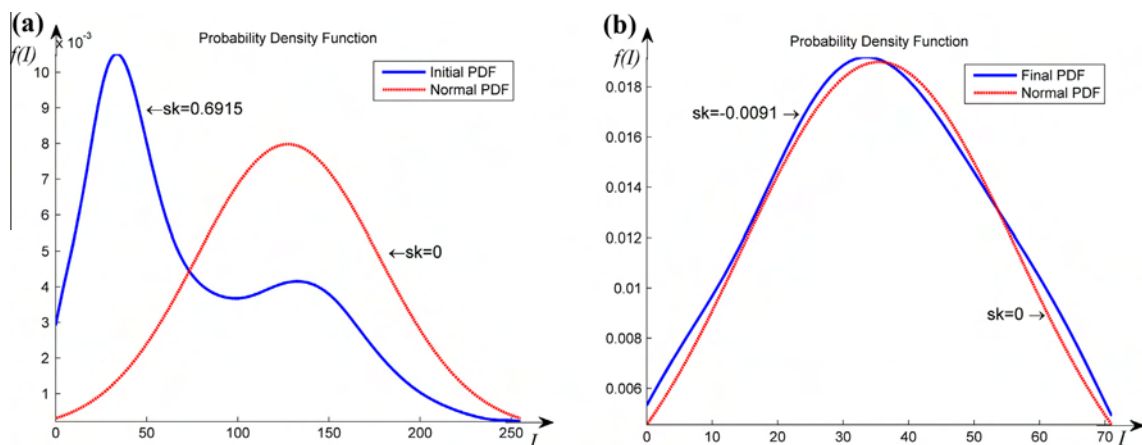 (a)
f(I)
× 10⁻³
Probability Density Function
Initial PDF
Normal PDF
←sk=0.6915
←sk=0
10
9
8
7
6
5
4
3
2
1
0
50
100
150
200
250
I
(b)
f(I)
Probability Density Function
Final PDF
Normal PDF
sk=-0.0091 →
sk=0 →
0.018
0.016
0.014
0.012
0.01
0.008
0.006
0
10
20
30
40
50
60
70
I